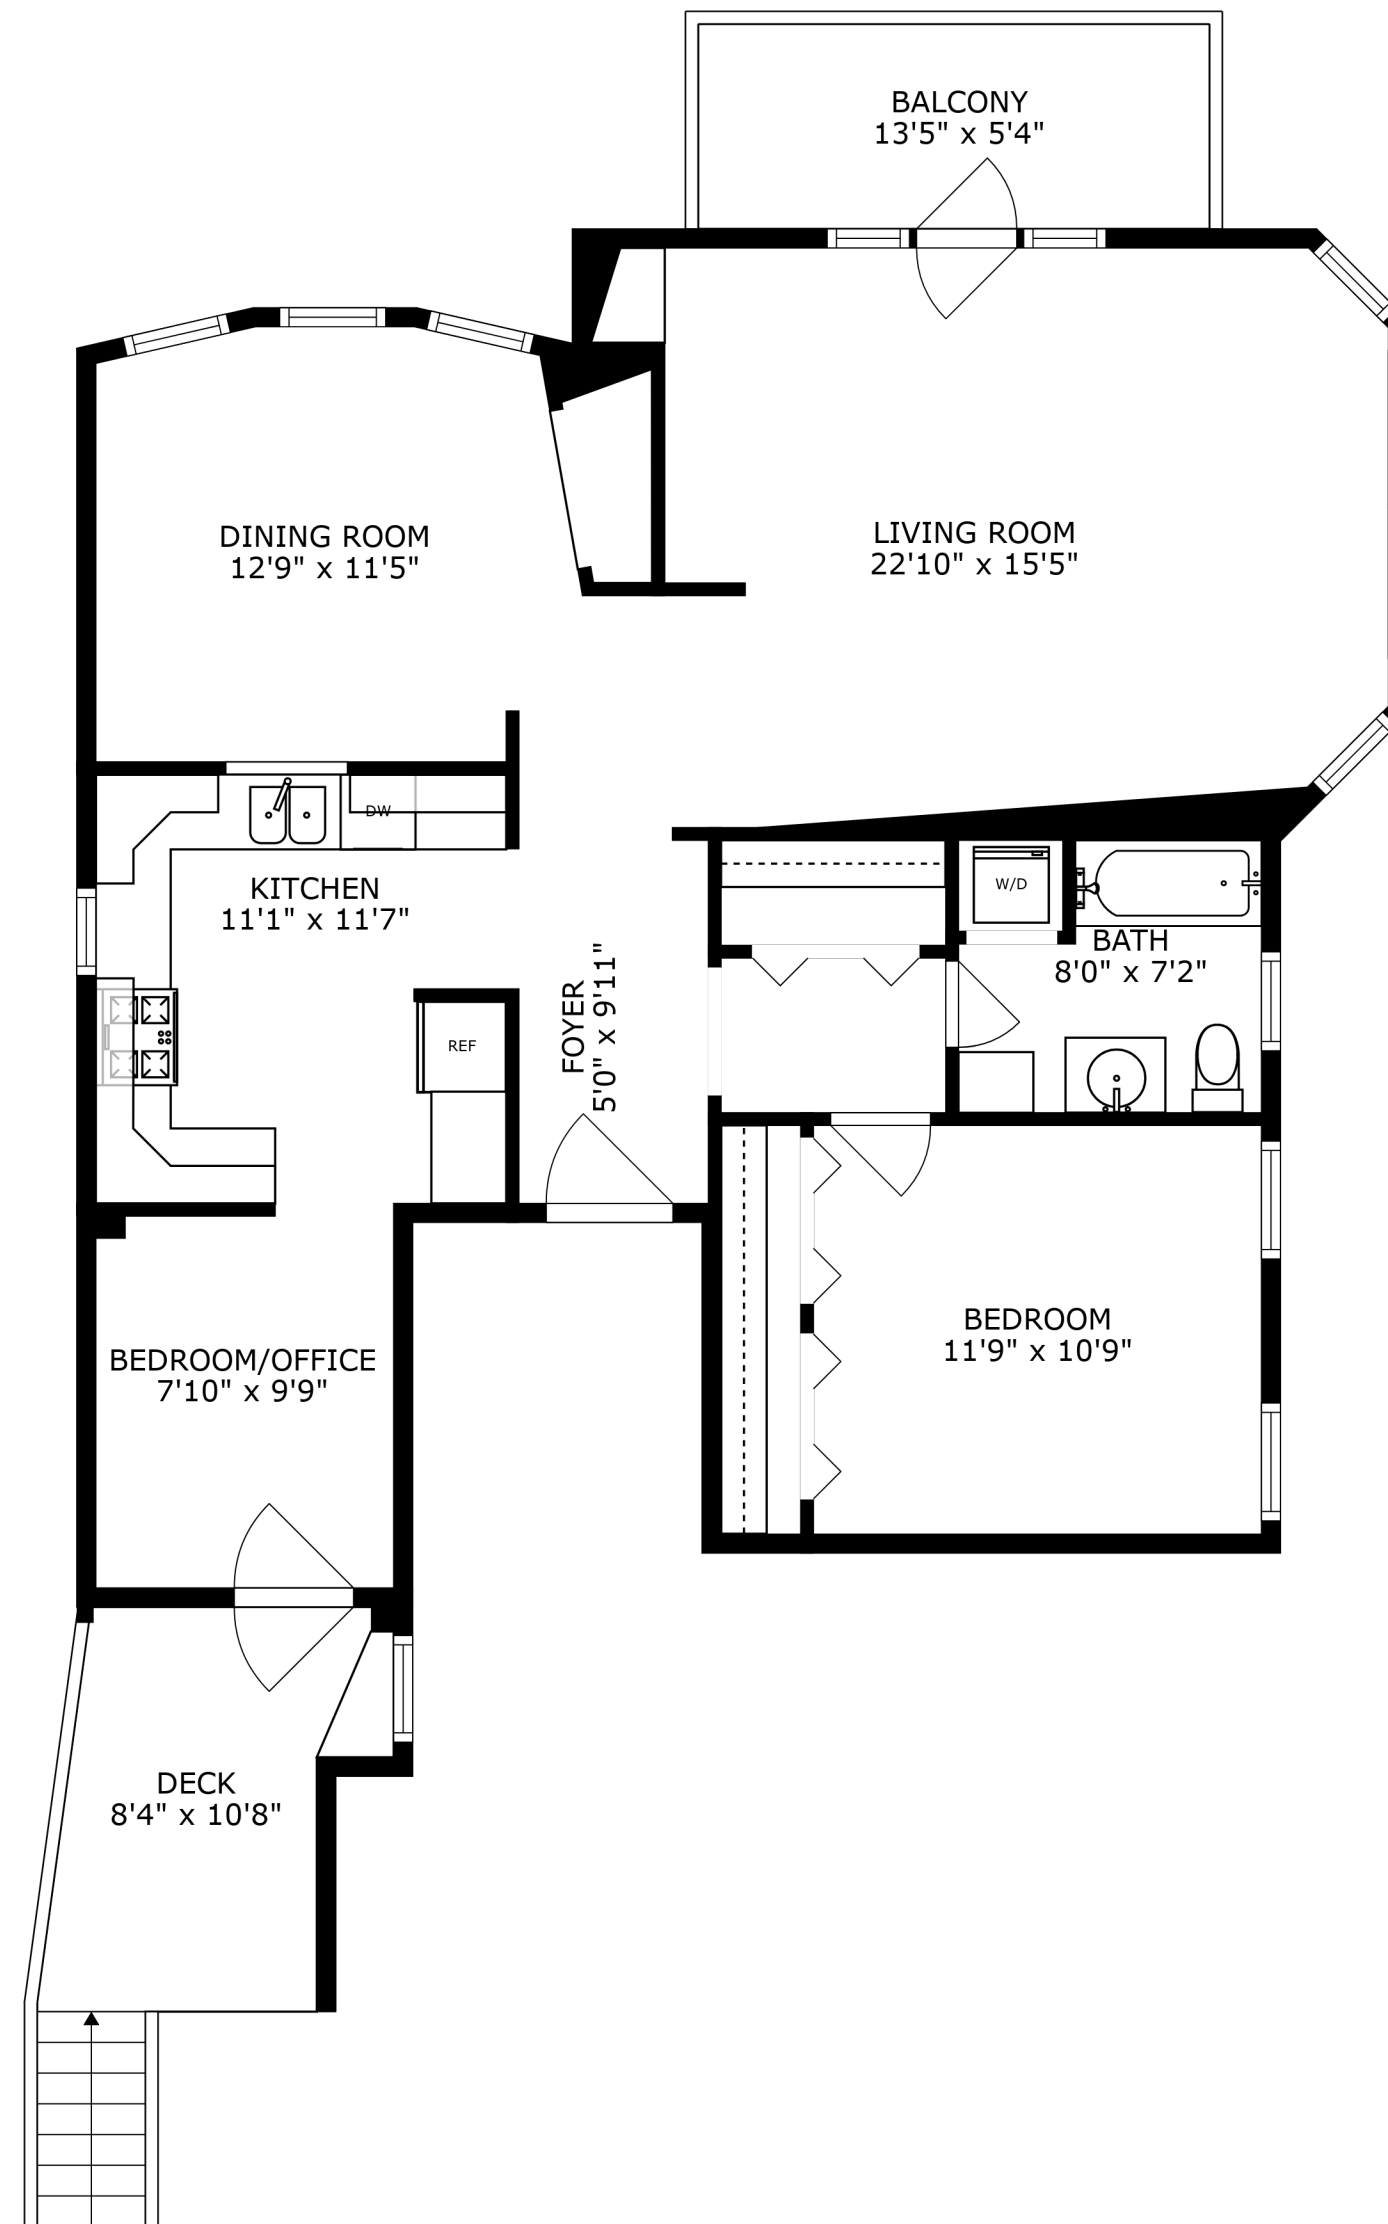 BALCONY
13'5" x 5'4"
DINING ROOM
12'9" x 11'5"
LIVING ROOM
22'10" x 15'5"
DW
KITCHEN
11'1" x 11'7"
W/D
BATH
8'0" x 7'2"
REF
FOYER
5'0" x 9'11"
BEDROOM
11'9" x 10'9"
BEDROOM/OFFICE
7'10" x 9'9"
DECK
8'4" x 10'8"